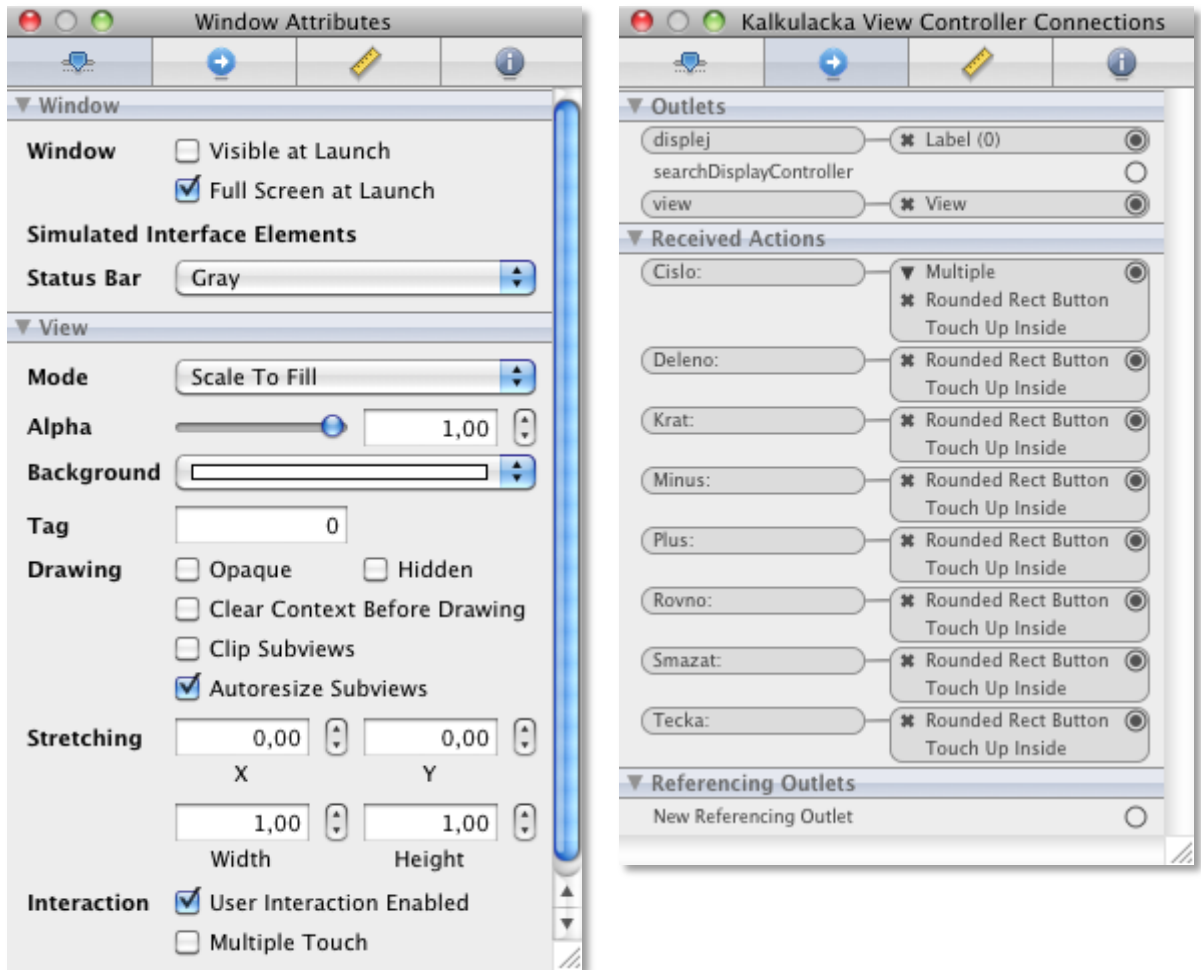 Window Attributes
Window
Window Visible at Launch
Full Screen at Launch
Simulated Interface Elements
Status Bar Gray
View
Mode Scale To Fill
Alpha 1,00
Background
Tag 0
Drawing Opaque Hidden
Clear Context Before Drawing
Clip Subviews
Autoresize Subviews
Stretching 0,00 0,00
X Y
1,00 1,00
Width Height
Interaction User Interaction Enabled
Multiple Touch
Kalkulacka View Controller Connections
Outlets
displej Label (0)
searchDisplayController
view View
Received Actions
Cislo: Multiple
Rounded Rect Button
Touch Up Inside
Deleno: Rounded Rect Button
Touch Up Inside
Krat: Rounded Rect Button
Touch Up Inside
Minus: Rounded Rect Button
Touch Up Inside
Plus: Rounded Rect Button
Touch Up Inside
Rovno: Rounded Rect Button
Touch Up Inside
Smazat: Rounded Rect Button
Touch Up Inside
Tecka: Rounded Rect Button
Touch Up Inside
Referencing Outlets
New Referencing Outlet